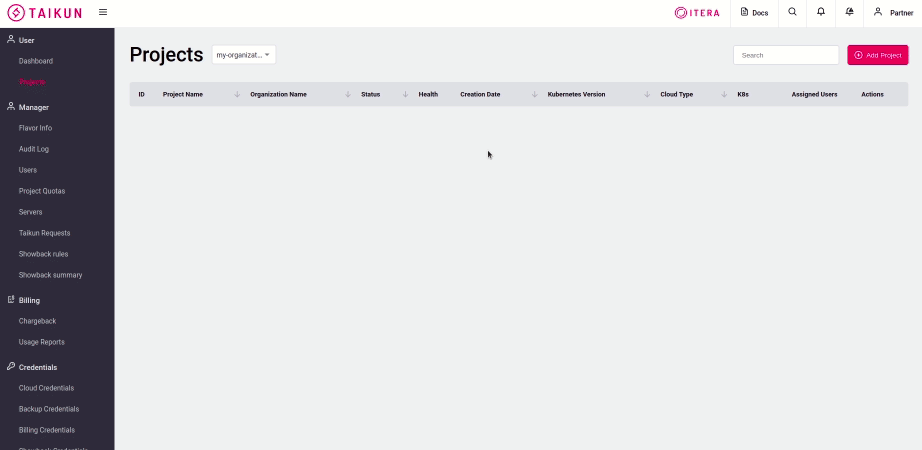 TAIKUN
ITERA
Docs
Partner
User
Dashboard
Projects
Manager
Flavor Info
Audit Log
Users
Project Quotas
Servers
Taikun Requests
Showback rules
Showback summary
Billing
Chargeback
Usage Reports
Credentials
Cloud Credentials
Backup Credentials
Billing Credentials
Showback Credentials
Projects
my-organizat...
Search
Add Project
ID Project Name Organization Name Status Health Creation Date Kubernetes Version Cloud Type K8s Assigned Users Actions